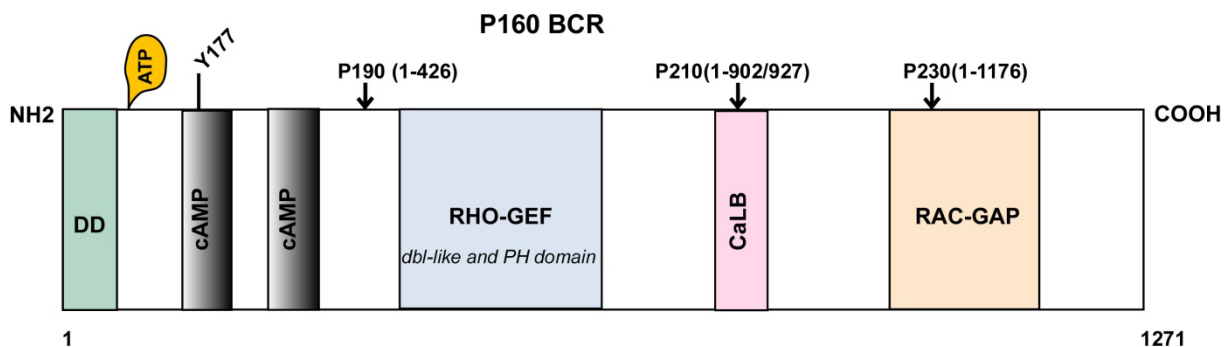 P160 BCR
ATP
Y177
P190 (1-426)
P210(1-902/927)
P230(1-1176)
NH2
COOH
DD
cAMP
cAMP
RHO-GEF
dbl-like and PH domain
CaLB
RAC-GAP
1
1271